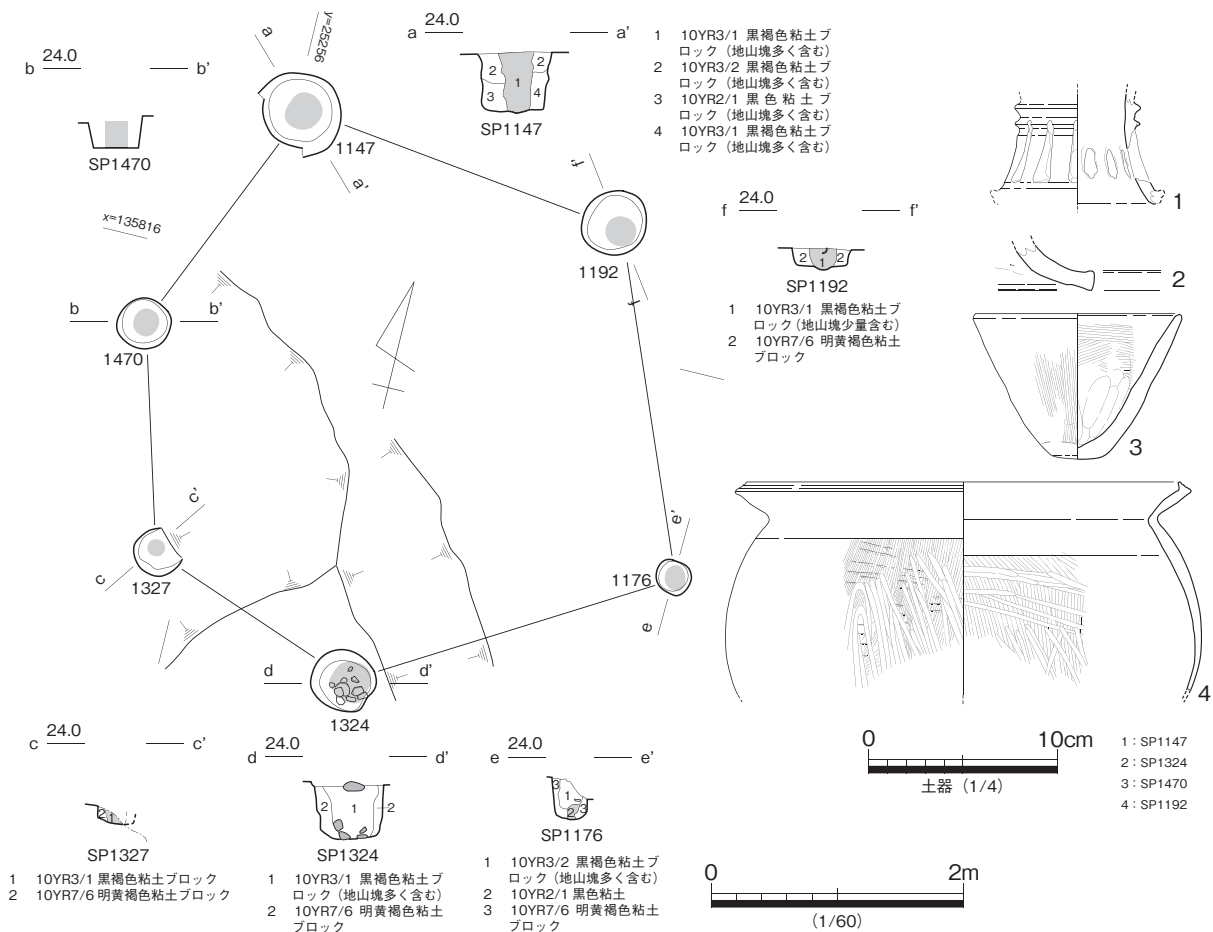 b 24.0 b'
SP1470
a
y=25256
1147
a'
a 24.0 a'
2 1 2
3 4
SP1147
1 10YR3/1 黒褐色粘土ブ
ロック（地山塊多く含む）
2 10YR3/2 黒褐色粘土ブ
ロック（地山塊多く含む）
3 10YR2/1 黒色粘土ブ
ロック（地山塊多く含む）
4 10YR3/1 黒褐色粘土ブ
ロック（地山塊多く含む）
x=135816
f'
1192
f
f 24.0 f'
2 1 2
SP1192
1 10YR3/1 黒褐色粘土ブ
ロック（地山塊少量含む）
2 10YR7/6 明黄褐色粘土
ブロック
b b'
1470
c'
c
1327
e'
1176
e
d d'
1324
1
2
3
4
c 24.0 c'
2 1
SP1327
1 10YR3/1 黒褐色粘土ブロック
2 10YR7/6 明黄褐色粘土ブロック
d 24.0 d'
2 1 2
SP1324
1 10YR3/1 黒褐色粘土ブ
ロック（地山塊多く含む）
2 10YR7/6 明黄褐色粘土
ブロック
e 24.0 e'
3 1
2 3
SP1176
1 10YR3/2 黒褐色粘土ブ
ロック（地山塊多く含む）
2 10YR2/1 黒色粘土
3 10YR7/6 明黄褐色粘土
ブロック
0 10cm
土器（1/4）
1：SP1147
2：SP1324
3：SP1470
4：SP1192
0 2m
（1/60）